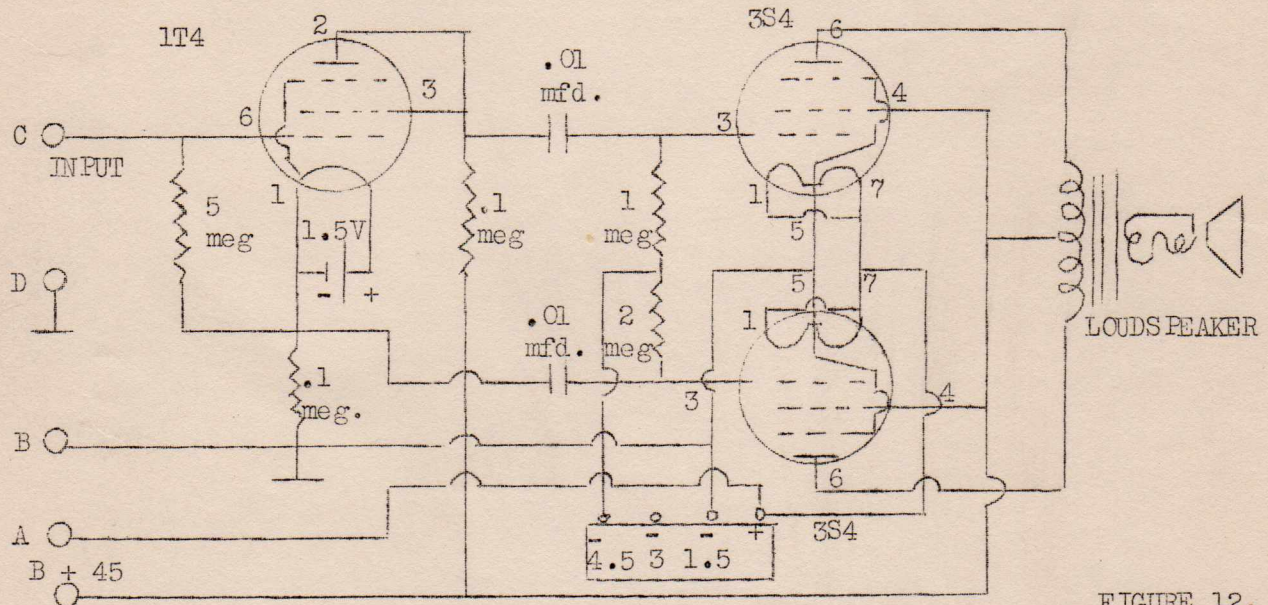 1T4
2
3S4
6
.01
mfd.
3
4
6
3
C
INPUT
1
1
7
5
meg
1.5V
.1
meg
1
meg
5
D
- +
5
7
.01
mfd.
2
meg
1
LOUDSPEAKER
.1
meg.
3
4
B
6
A
- - - +
4.5 3 1.5
3S4
B + 45
FIGURE 12.